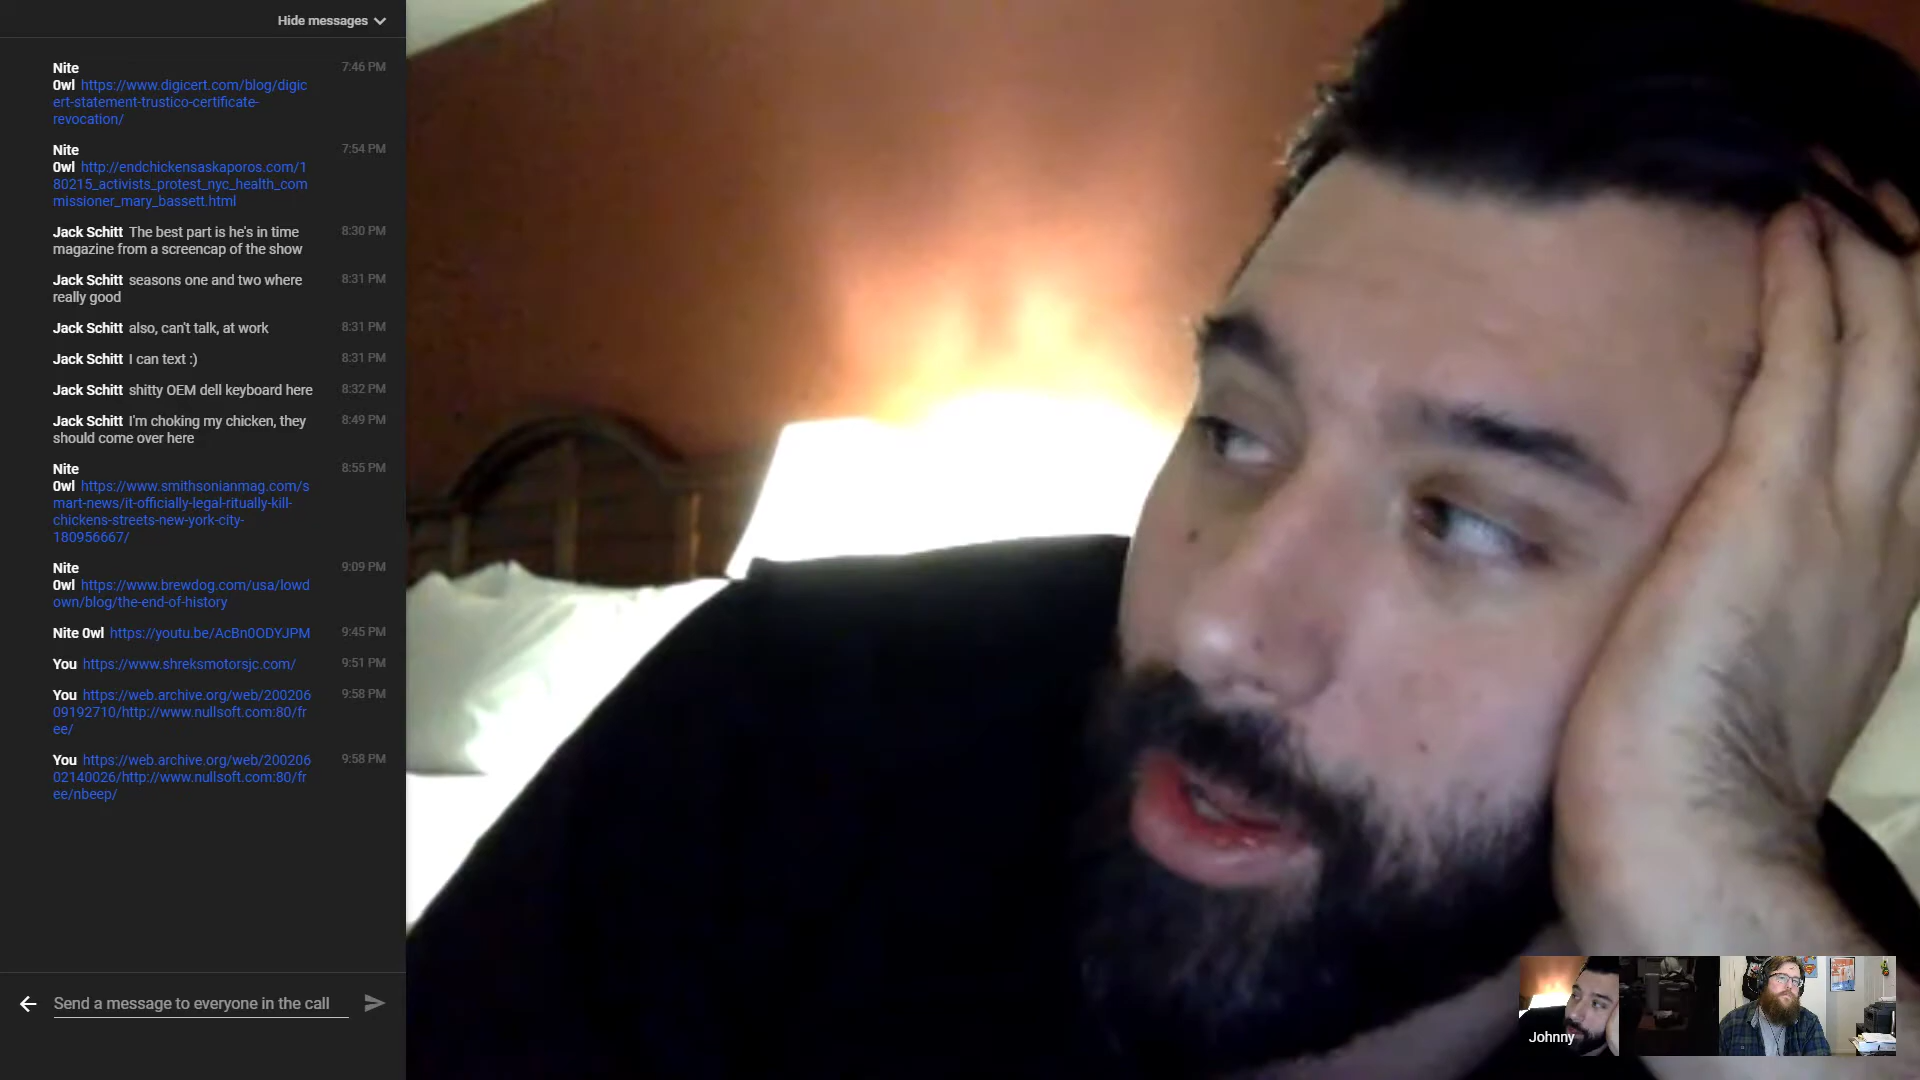 Hide messages
Nite 7:46 PM
0wl https://www.digicert.com/blog/digic
ert-statement-trustico-certificate-
revocation/
Nite 7:54 PM
0wl http://endchickensaskaporos.com/1
80215_activists_protest_nyc_health_com
missioner_mary_bassett.html
Jack Schitt The best part is he's in time 8:30 PM
magazine from a screencap of the show
Jack Schitt seasons one and two where 8:31 PM
really good
Jack Schitt also, can't talk, at work 8:31 PM
Jack Schitt I can text :) 8:31 PM
Jack Schitt shitty OEM dell keyboard here 8:32 PM
Jack Schitt I'm choking my chicken, they 8:49 PM
should come over here
Nite 8:55 PM
0wl https://www.smithsonianmag.com/s
mart-news/it-officially-legal-ritually-kill-
chickens-streets-new-york-city-
180956667/
Nite 9:09 PM
0wl https://www.brewdog.com/usa/lowd
own/blog/the-end-of-history
Nite 0wl https://youtu.be/AcBn0ODYJPM 9:45 PM
You https://www.shreksmotorsjc.com/ 9:51 PM
You https://web.archive.org/web/200206 9:58 PM
09192710/http://www.nullsoft.com:80/fr
ee/
You https://web.archive.org/web/200206 9:58 PM
02140026/http://www.nullsoft.com:80/fr
ee/nbeep/
Send a message to everyone in the call
Johnny